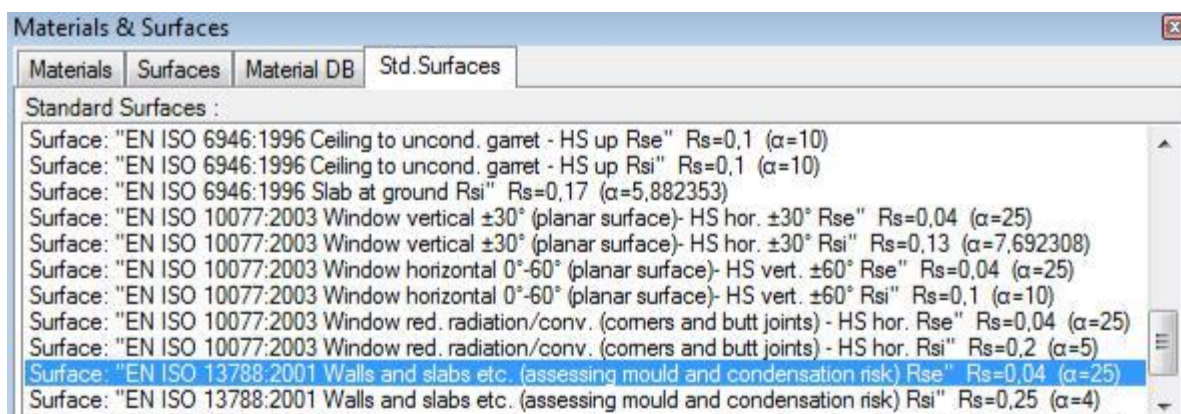 Materials & Surfaces
Materials Surfaces Material DB Std.Surfaces
Standard Surfaces :
Surface: "EN ISO 6946:1996 Ceiling to uncond. garret - HS up Rse" Rs=0,1 (α=10)
Surface: "EN ISO 6946:1996 Ceiling to uncond. garret - HS up Rsi" Rs=0,1 (α=10)
Surface: "EN ISO 6946:1996 Slab at ground Rsi" Rs=0,17 (α=5,882353)
Surface: "EN ISO 10077:2003 Window vertical ±30° (planar surface)- HS hor. ±30° Rse" Rs=0,04 (α=25)
Surface: "EN ISO 10077:2003 Window vertical ±30° (planar surface)- HS hor. ±30° Rsi" Rs=0,13 (α=7,692308)
Surface: "EN ISO 10077:2003 Window horizontal 0°-60° (planar surface)- HS vert. ±60° Rse" Rs=0,04 (α=25)
Surface: "EN ISO 10077:2003 Window horizontal 0°-60° (planar surface)- HS vert. ±60° Rsi" Rs=0,1 (α=10)
Surface: "EN ISO 10077:2003 Window red. radiation/conv. (corners and butt joints) - HS hor. Rse" Rs=0,04 (α=25)
Surface: "EN ISO 10077:2003 Window red. radiation/conv. (corners and butt joints) - HS hor. Rsi" Rs=0,2 (α=5)
Surface: "EN ISO 13788:2001 Walls and slabs etc. (assessing mould and condensation risk) Rse" Rs=0,04 (α=25)
Surface: "EN ISO 13788:2001 Walls and slabs etc. (assessing mould and condensation risk) Rsi" Rs=0,25 (α=4)